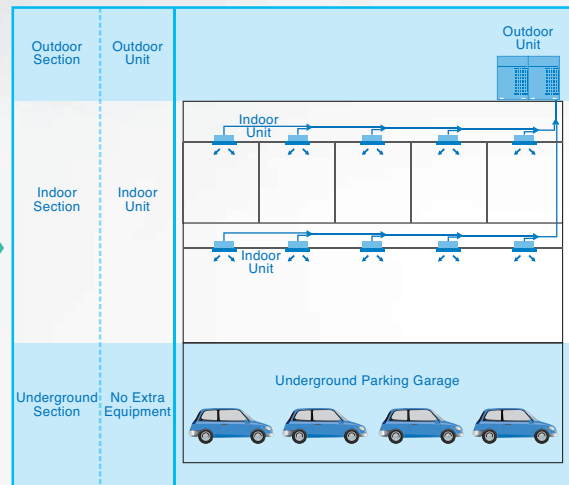 Outdoor
Section
Outdoor
Unit
Outdoor
Unit
Indoor
Unit
Indoor
Section
Indoor
Unit
Indoor
Unit
Underground
Section
No Extra
Equipment
Underground Parking Garage